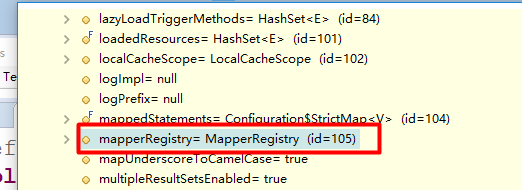 lazyLoadTriggerMethods= HashSet<E> (id=84)
F loadedResources= HashSet<E> (id=101)
localCacheScope= LocalCacheScope (id=102)
logImpl= null
logPrefix= null
F mappedStatements= Configuration$StrictMap<V> (id=104)
mapperRegistry= MapperRegistry (id=105)
mapUnderscoreToCamelCase= true
multipleResultSetsEnabled= true
Te
ef
ol